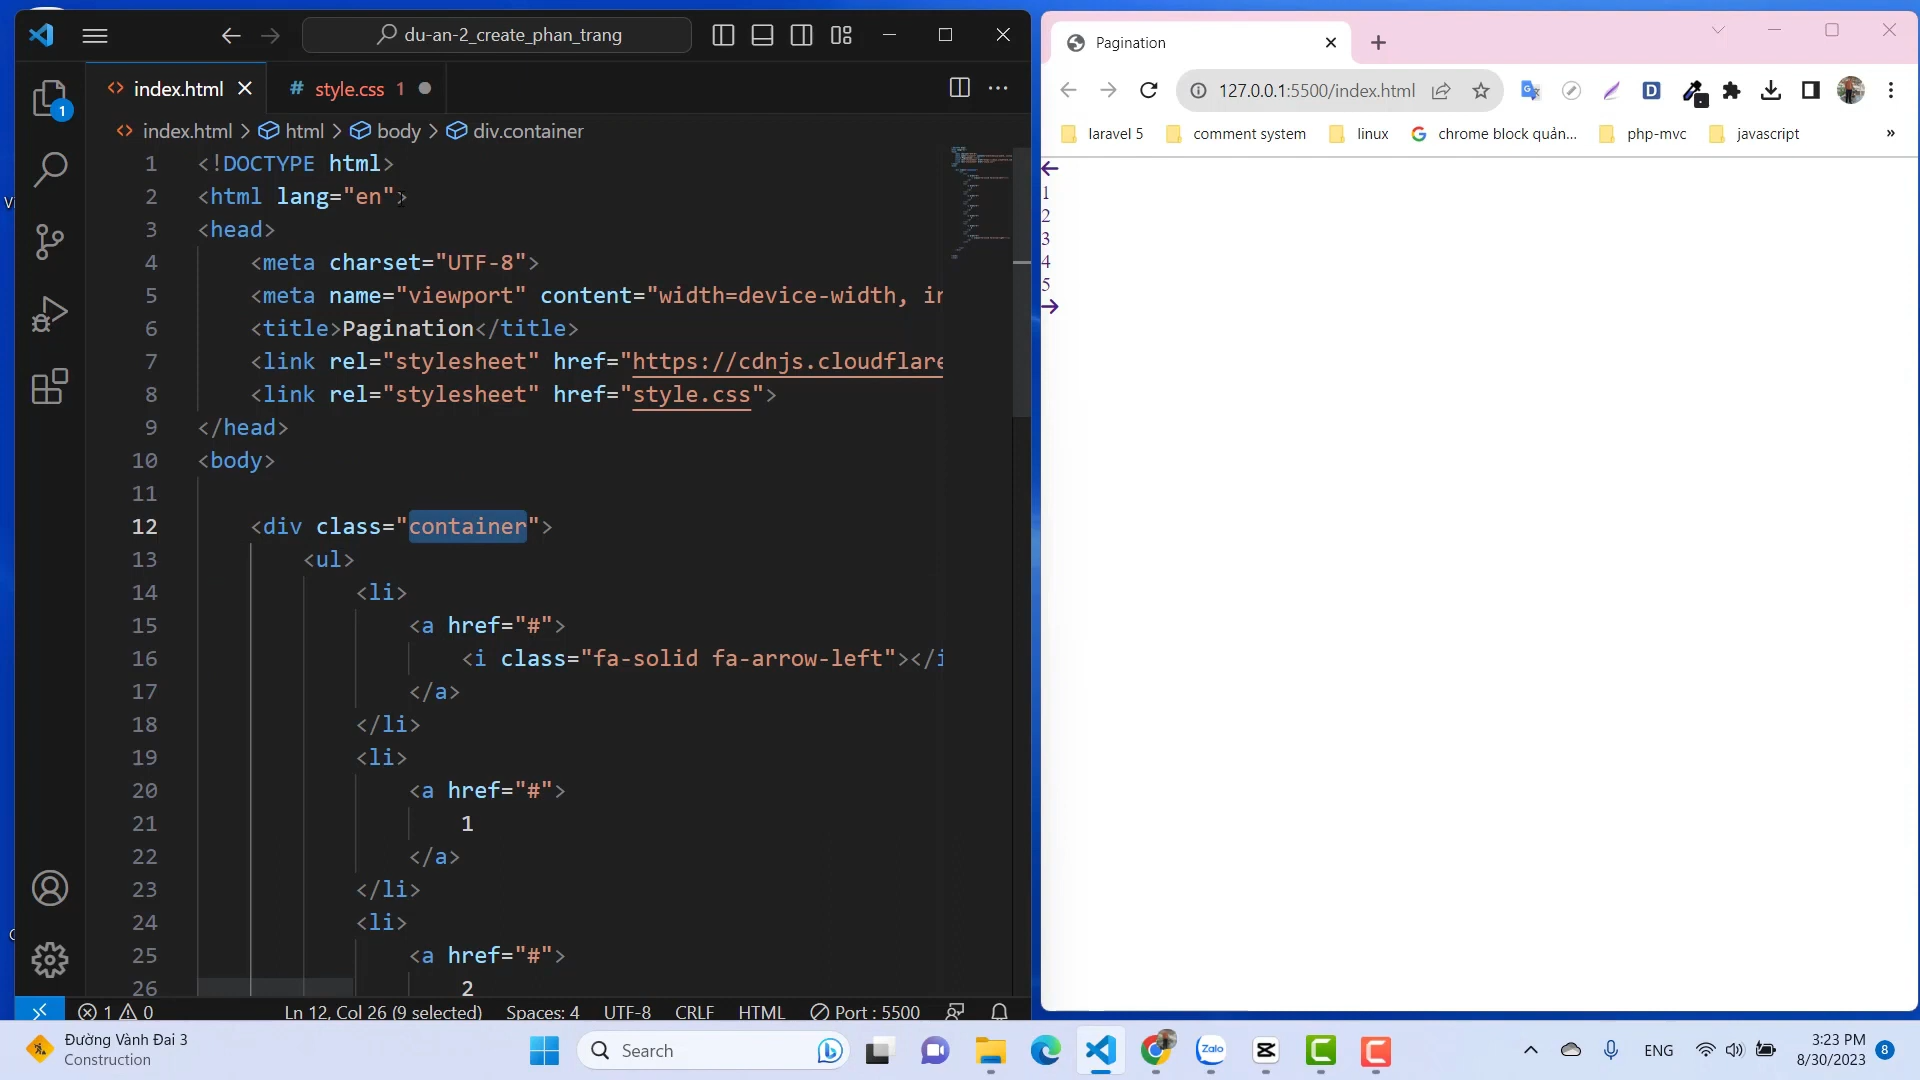 du-an-2_create_phan_trang
index.html
# style.css 1
index.html > html > body > div.container
1 <!DOCTYPE html>
2 <html lang="en">
3 <head>
4 <meta charset="UTF-8">
5 <meta name="viewport" content="width=device-width, in
6 <title>Pagination</title>
7 <link rel="stylesheet" href="https://cdnjs.cloudflare
8 <link rel="stylesheet" href="style.css">
9 </head>
10 <body>
11
12 <div class="container">
13 <ul>
14 <li>
15 <a href="#">
16 <i class="fa-solid fa-arrow-left"></i
17 </a>
18 </li>
19 <li>
20 <a href="#">
21 1
22 </a>
23 </li>
24 <li>
25 <a href="#">
26 2
1
1 0
Ln 12, Col 26 (9 selected)
Spaces: 4
UTF-8
CRLF
HTML
Port : 5500
Pagination
127.0.0.1:5500/index.html
laravel 5
comment system
linux
chrome block quản...
php-mvc
javascript
»
1
2
3
4
5
Đường Vành Đai 3
Construction
Search
Zalo
ENG
3:23 PM
8/30/2023
8